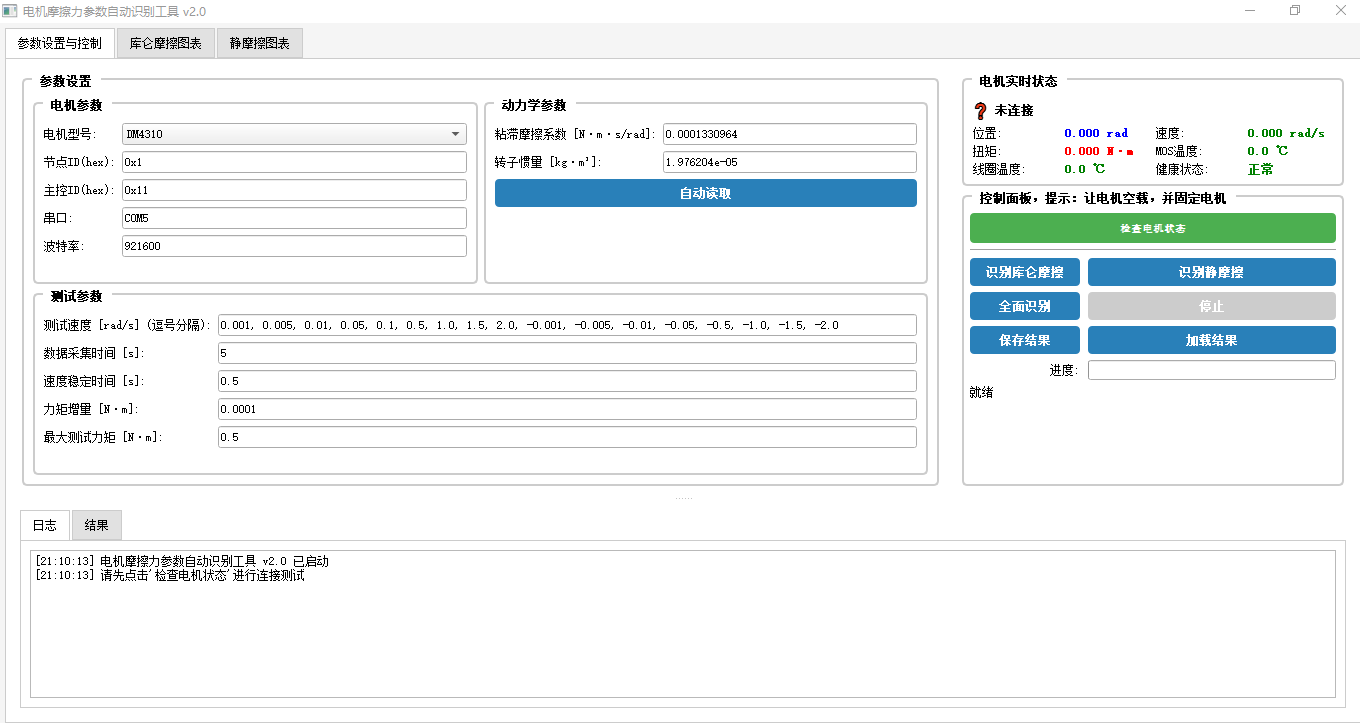 电机摩擦力参数自动识别工具 v2.0
参数设置与控制 库仑摩擦图表 静摩擦图表
参数设置
电机参数
电机型号: DM4310
节点ID(hex): 0x1
主控ID(hex): 0x11
串口: COM5
波特率: 921600
动力学参数
粘滞摩擦系数 [N·m·s/rad]: 0.0001330964
转子惯量 [kg·m²]: 1.976204e-05
自动读取
测试参数
测试速度 [rad/s] (逗号分隔): 0.001, 0.005, 0.01, 0.05, 0.1, 0.5, 1.0, 1.5, 2.0, -0.001, -0.005, -0.01, -0.05, -0.5, -1.0, -1.5, -2.0
数据采集时间 [s]: 5
速度稳定时间 [s]: 0.5
力矩增量 [N·m]: 0.0001
最大测试力矩 [N·m]: 0.5
电机实时状态
❓ 未连接
位置: 0.000 rad 速度: 0.000 rad/s
扭矩: 0.000 N·m MOS温度: 0.0 ℃
线圈温度: 0.0 ℃ 健康状态: 正常
控制面板，提示：让电机空载，并固定电机
检查电机状态
识别库仑摩擦 识别静摩擦
全面识别 停止
保存结果 加载结果
进度:
就绪
日志 结果
[21:10:13] 电机摩擦力参数自动识别工具 v2.0 已启动
[21:10:13] 请先点击'检查电机状态'进行连接测试